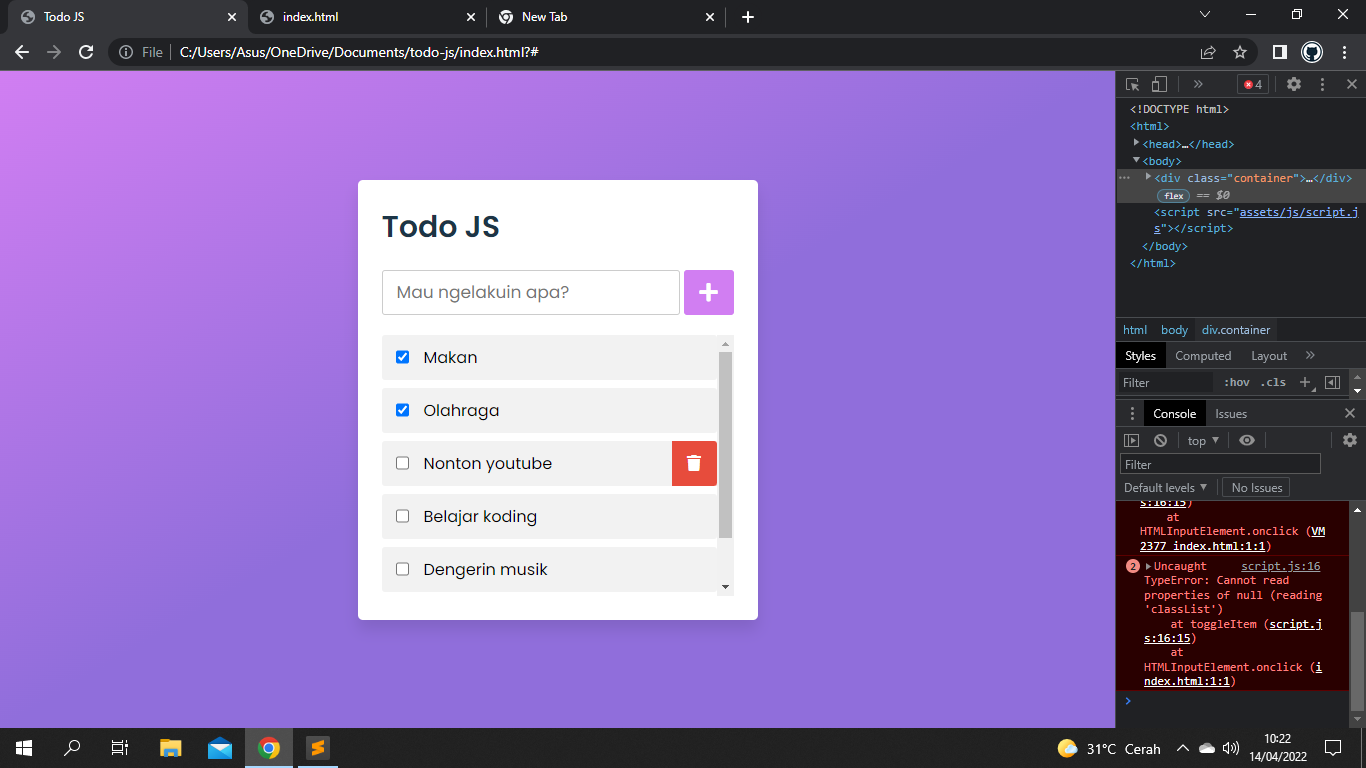 Todo JS
index.html
New Tab
File
C:/Users/Asus/OneDrive/Documents/todo-js/index.html?#
Todo JS
Mau ngelakuin apa?
Makan
Olahraga
Nonton youtube
Belajar koding
Dengerin musik
4
<!DOCTYPE html>
<html>
<head>…</head>
<body>
<div class="container">…</div>
flex == $0
<script src="assets/js/script.j
s"></script>
</body>
</html>
html body div.container
Styles Computed Layout
Filter :hov .cls
Console Issues
top
Filter
Default levels No Issues
s:16:15)
at
HTMLInputElement.onclick (VM
2377 index.html:1:1)
2 Uncaught script.js:16
TypeError: Cannot read
properties of null (reading
'classList')
at toggleItem (script.j
s:16:15)
at
HTMLInputElement.onclick (i
ndex.html:1:1)
31°C Cerah
10:22
14/04/2022